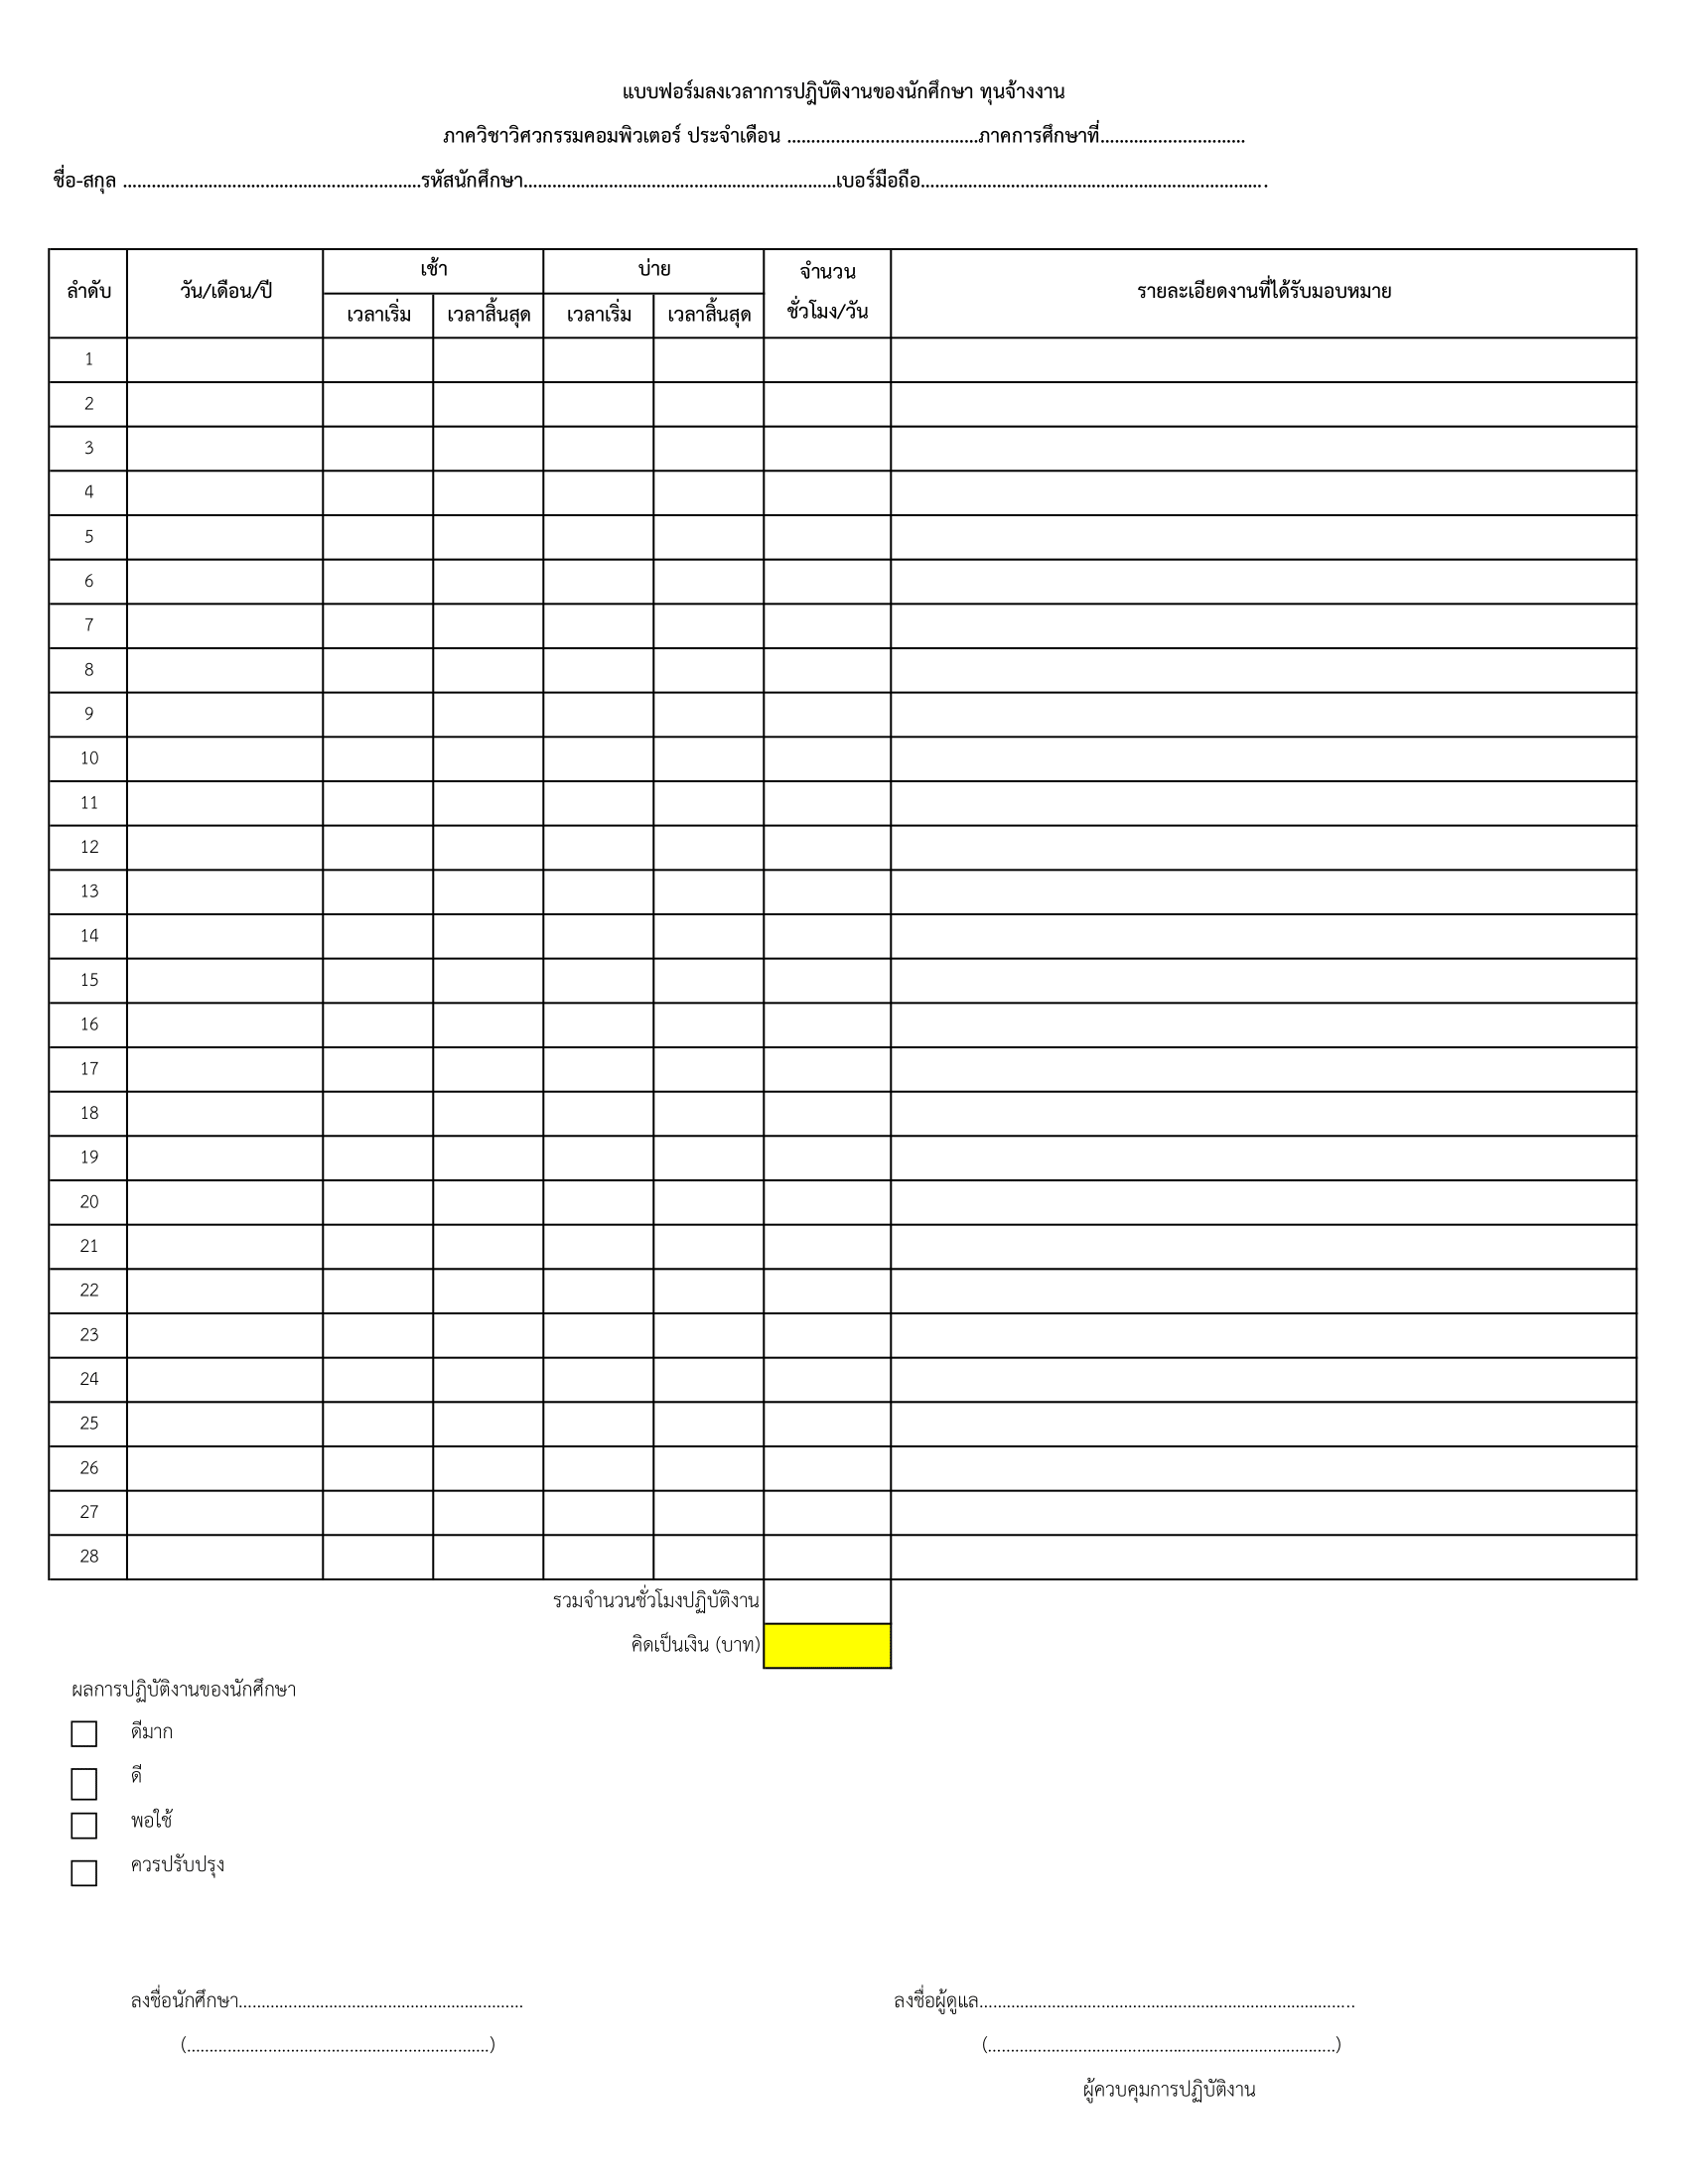 แบบฟอร์มลงเวลาการปฎิบัติงานของนักศึกษา ทุนจ้างงาน
ภาควิชาวิศวกรรมคอมพิวเตอร์ ประจำเดือน ........................................ภาคการศึกษาที่..............................
ชื่อ-สกุล ...............................................................รหัสนักศึกษา..................................................................เบอร์มือถือ.........................................................................
ลำดับ วัน/เดือน/ปี เช้า บ่าย จำนวน รายละเอียดงานที่ได้รับมอบหมาย
เวลาเริ่ม เวลาสิ้นสุด เวลาเริ่ม เวลาสิ้นสุด ชั่วโมง/วัน
1
2
3
4
5
6
7
8
9
10
11
12
13
14
15
16
17
18
19
20
21
22
23
24
25
26
27
28
รวมจำนวนชั่วโมงปฏิบัติงาน
คิดเป็นเงิน (บาท)
ผลการปฏิบัติงานของนักศึกษา
ดีมาก
ดี
พอใช้
ควรปรับปรุง
ลงชื่อนักศึกษา............................................................... ลงชื่อผู้ดูแล...................................................................................
(...................................................................) (.............................................................................)
ผู้ควบคุมการปฏิบัติงาน